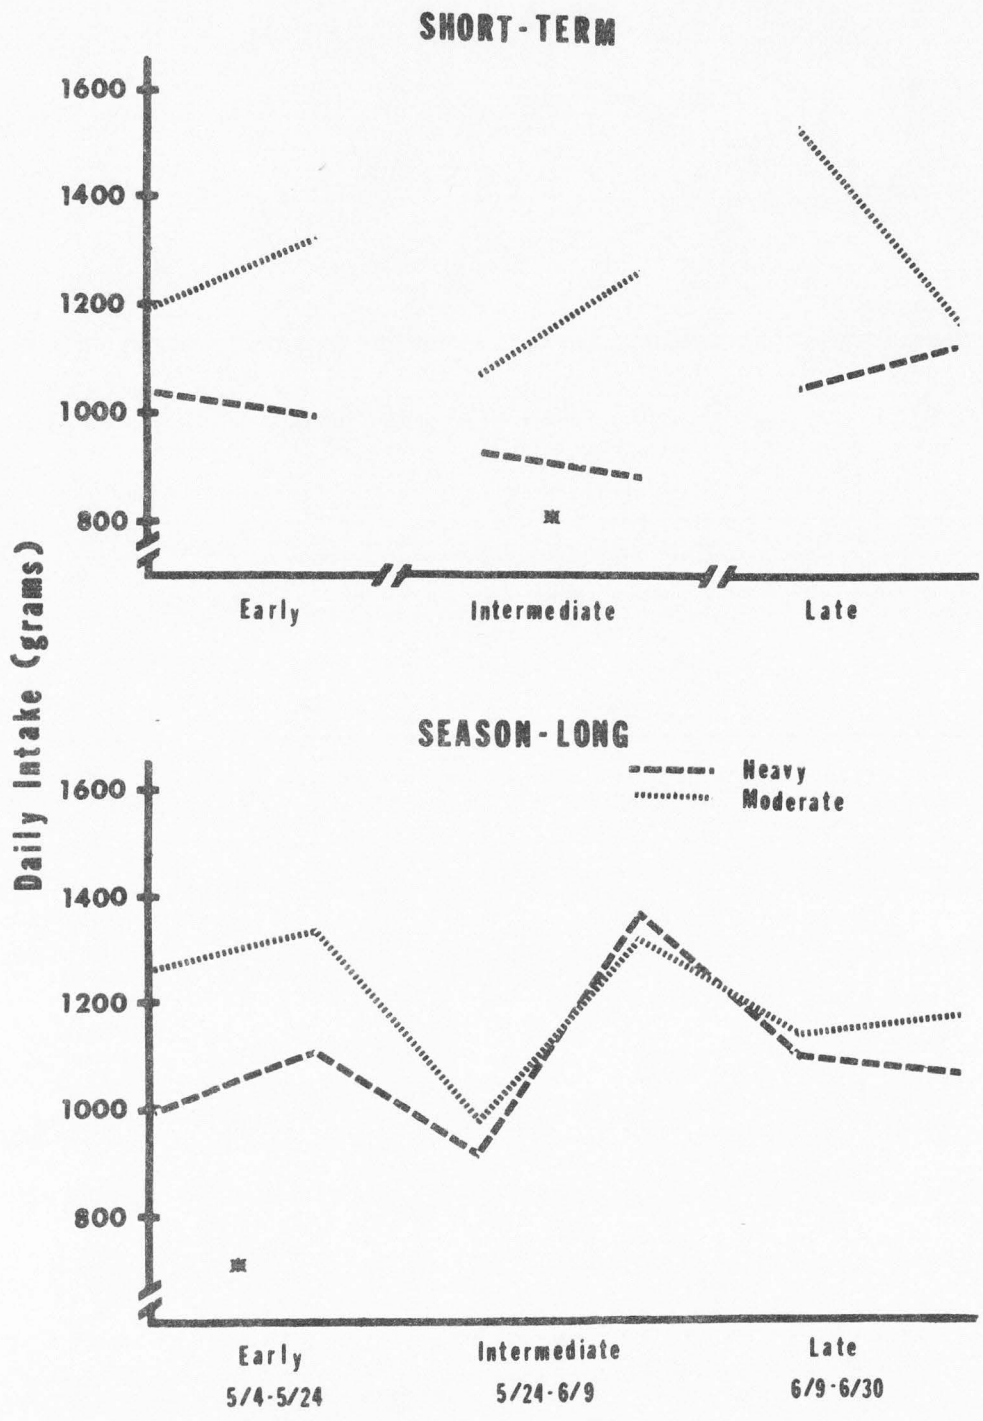 SHORT-TERM
1600
1400
1200
1000
800
Early Intermediate Late
Daily Intake (grams)
SEASON-LONG
Heavy
Moderate
1600
1400
1200
1000
800
Early Intermediate Late
5/4-5/24 5/24-6/9 6/9-6/30